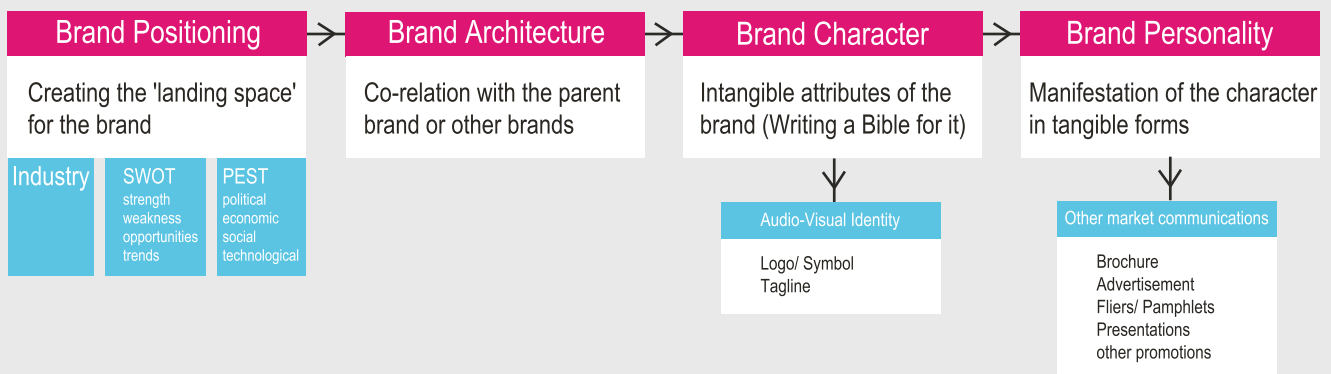 Brand Positioning
Creating the 'landing space'
for the brand
Industry
SWOT
strength
weakness
opportunities
trends
PEST
political
economic
social
technological
Brand Architecture
Co-relation with the parent
brand or other brands
Brand Character
Intangible attributes of the
brand (Writing a Bible for it)
Audio-Visual Identity
Logo/ Symbol
Tagline
Brand Personality
Manifestation of the character
in tangible forms
Other market communications
Brochure
Advertisement
Fliers/ Pamphlets
Presentations
other promotions